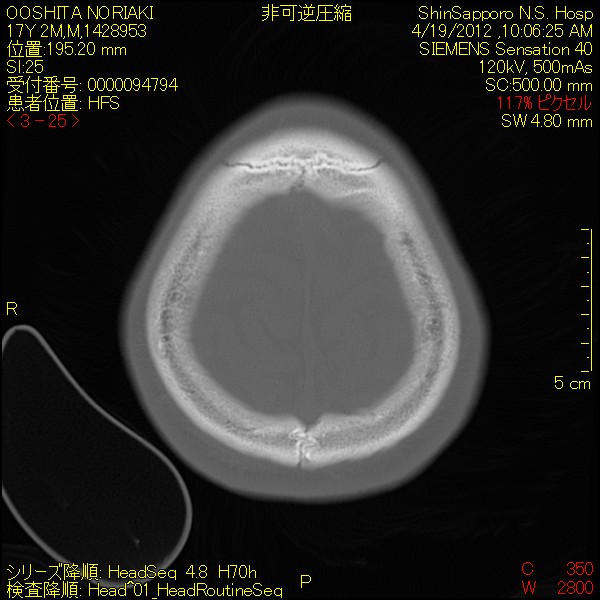 OOSHITA NORIAKI
17Y 2M,M,1428953
位置:195.20 mm
SI:25
受付番号: 0000094794
患者位置: HFS
<3-25>
非可逆圧縮
ShinSapporo N.S. Hosp
4/19/2012 ,10:06:25 AM
SIEMENS Sensation 40
120kV, 500mAs
SC:500.00 mm
117% ピクセル
SW 4.80 mm
R
5 cm
シリーズ降順: HeadSeq 4.8 H70h
検査降順: Head^01_HeadRoutineSeq
P
C 350
W 2800